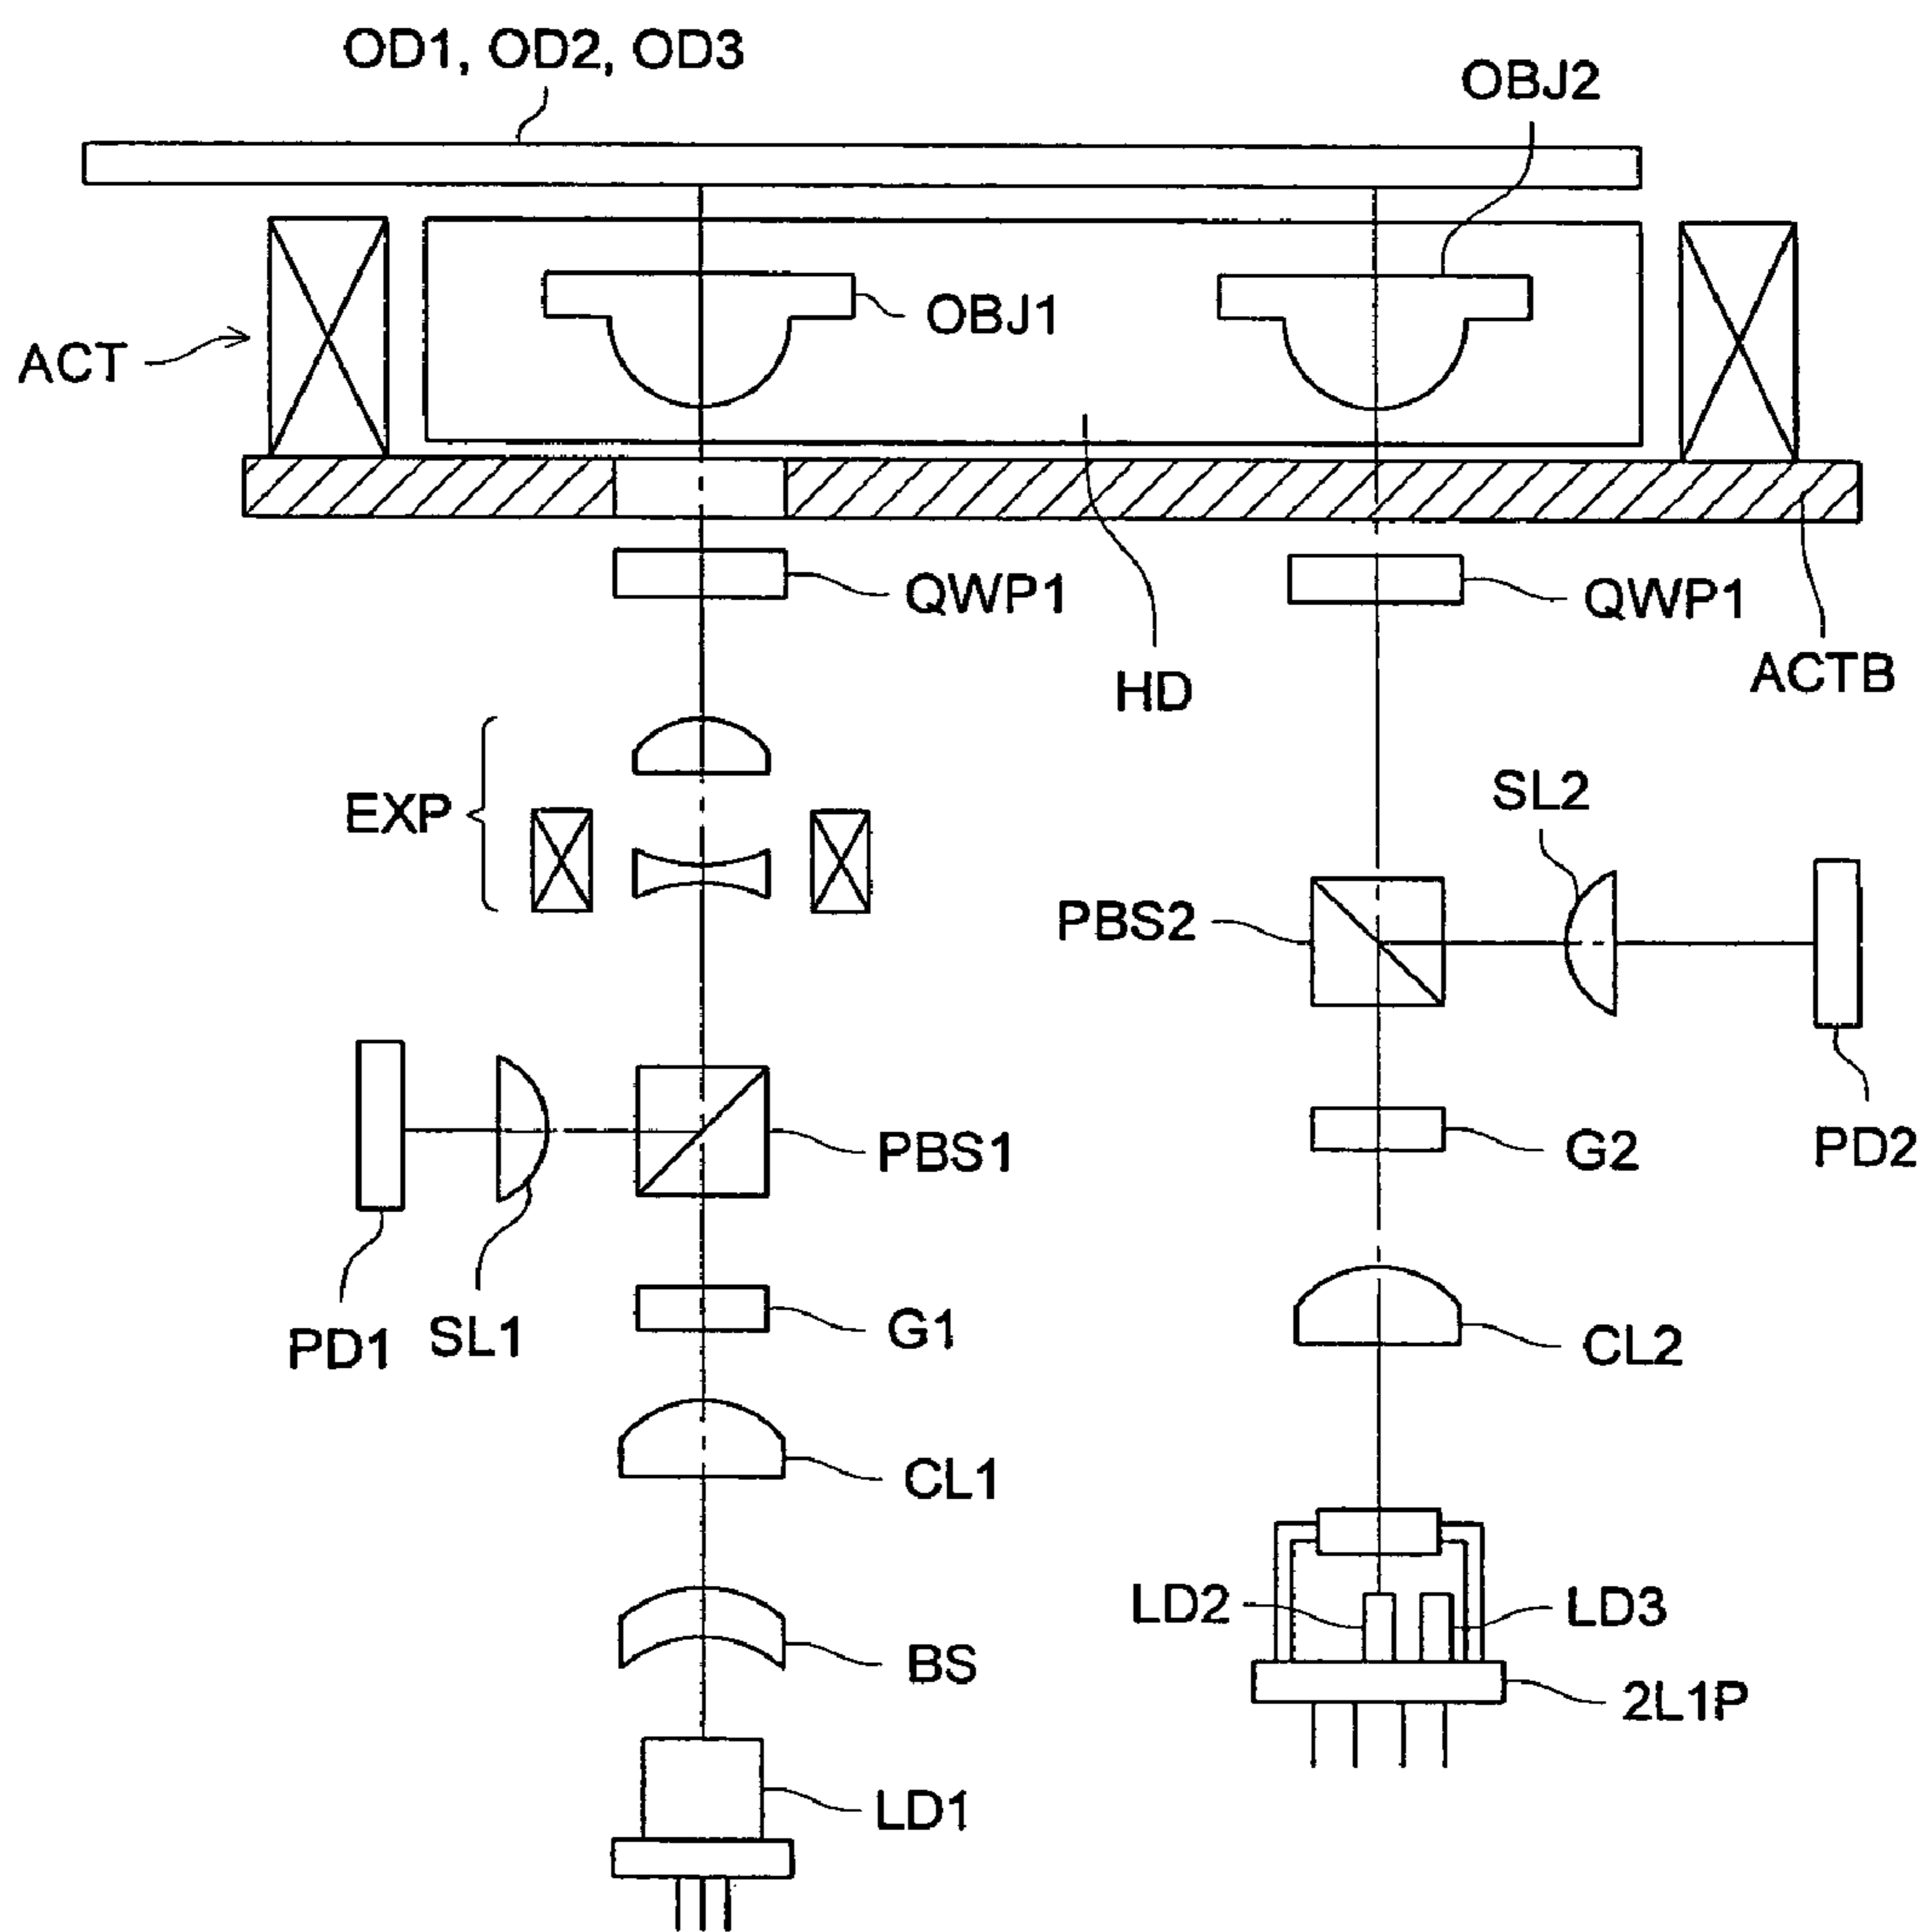 OD1, OD2, OD3
OBJ2
OBJ1
ACT
QWP1
QWP1
HD
ACTB
EXP
SL2
PBS2
PBS1
G2
PD2
PD1
SL1
G1
CL2
CL1
LD2
LD3
BS
2L1P
LD1